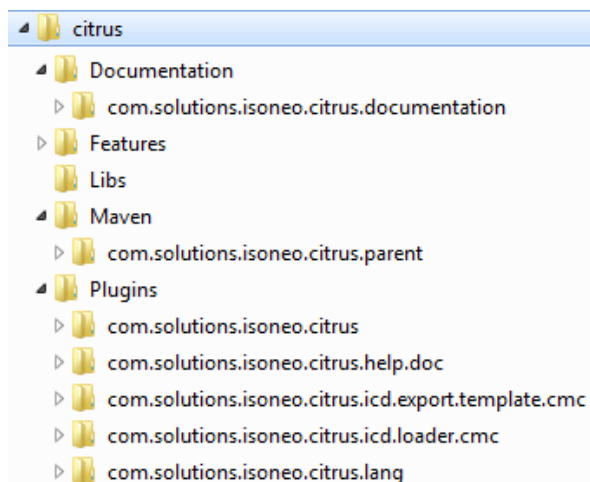 citrus
Documentation
com.solutions.isoneo.citrus.documentation
Features
Libs
Maven
com.solutions.isoneo.citrus.parent
Plugins
com.solutions.isoneo.citrus
com.solutions.isoneo.citrus.help.doc
com.solutions.isoneo.citrus.icd.export.template.cmc
com.solutions.isoneo.citrus.icd.loader.cmc
com.solutions.isoneo.citrus.lang